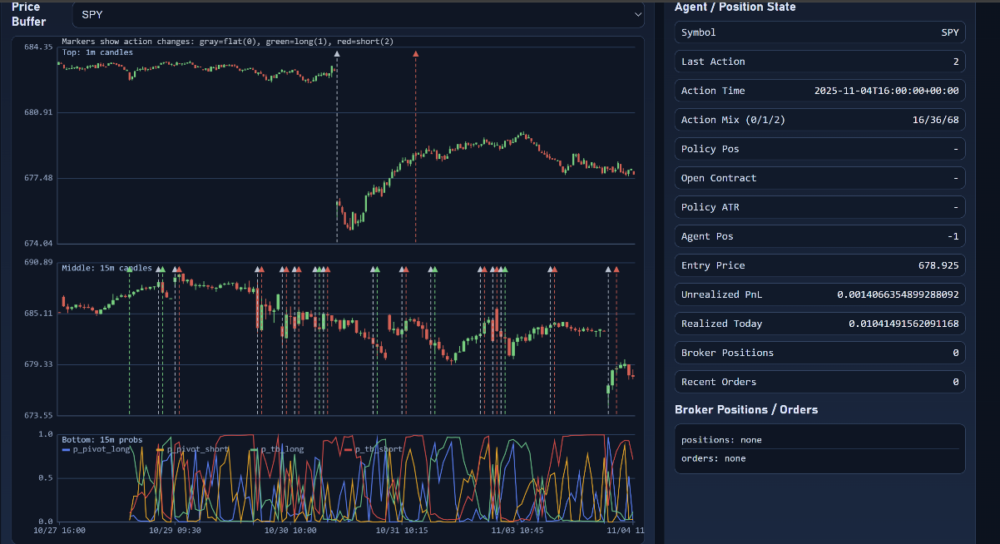 Price
Buffer
SPY
Markers show action changes: gray=flat(0), green=long(1), red=short(2)
684.35
Top: 1m candles
680.91
677.48
674.04
690.89
Middle: 15m candles
685.11
679.33
673.55
1.0
Bottom: 15m probs
p_pivot_long
p_pivot_short
p_tb_long
p_tb_short
0.5
0.0
10/27 16:00
10/29 09:30
10/30 10:00
10/31 10:15
11/03 10:45
11/04 11
Agent / Position State
Symbol SPY
Last Action 2
Action Time 2025-11-04T16:00:00+00:00
Action Mix (0/1/2) 16/36/68
Policy Pos -
Open Contract -
Policy ATR -
Agent Pos -1
Entry Price 678.925
Unrealized PnL 0.0014066354899288092
Realized Today 0.01041491562091168
Broker Positions 0
Recent Orders 0
Broker Positions / Orders
positions: none
orders: none